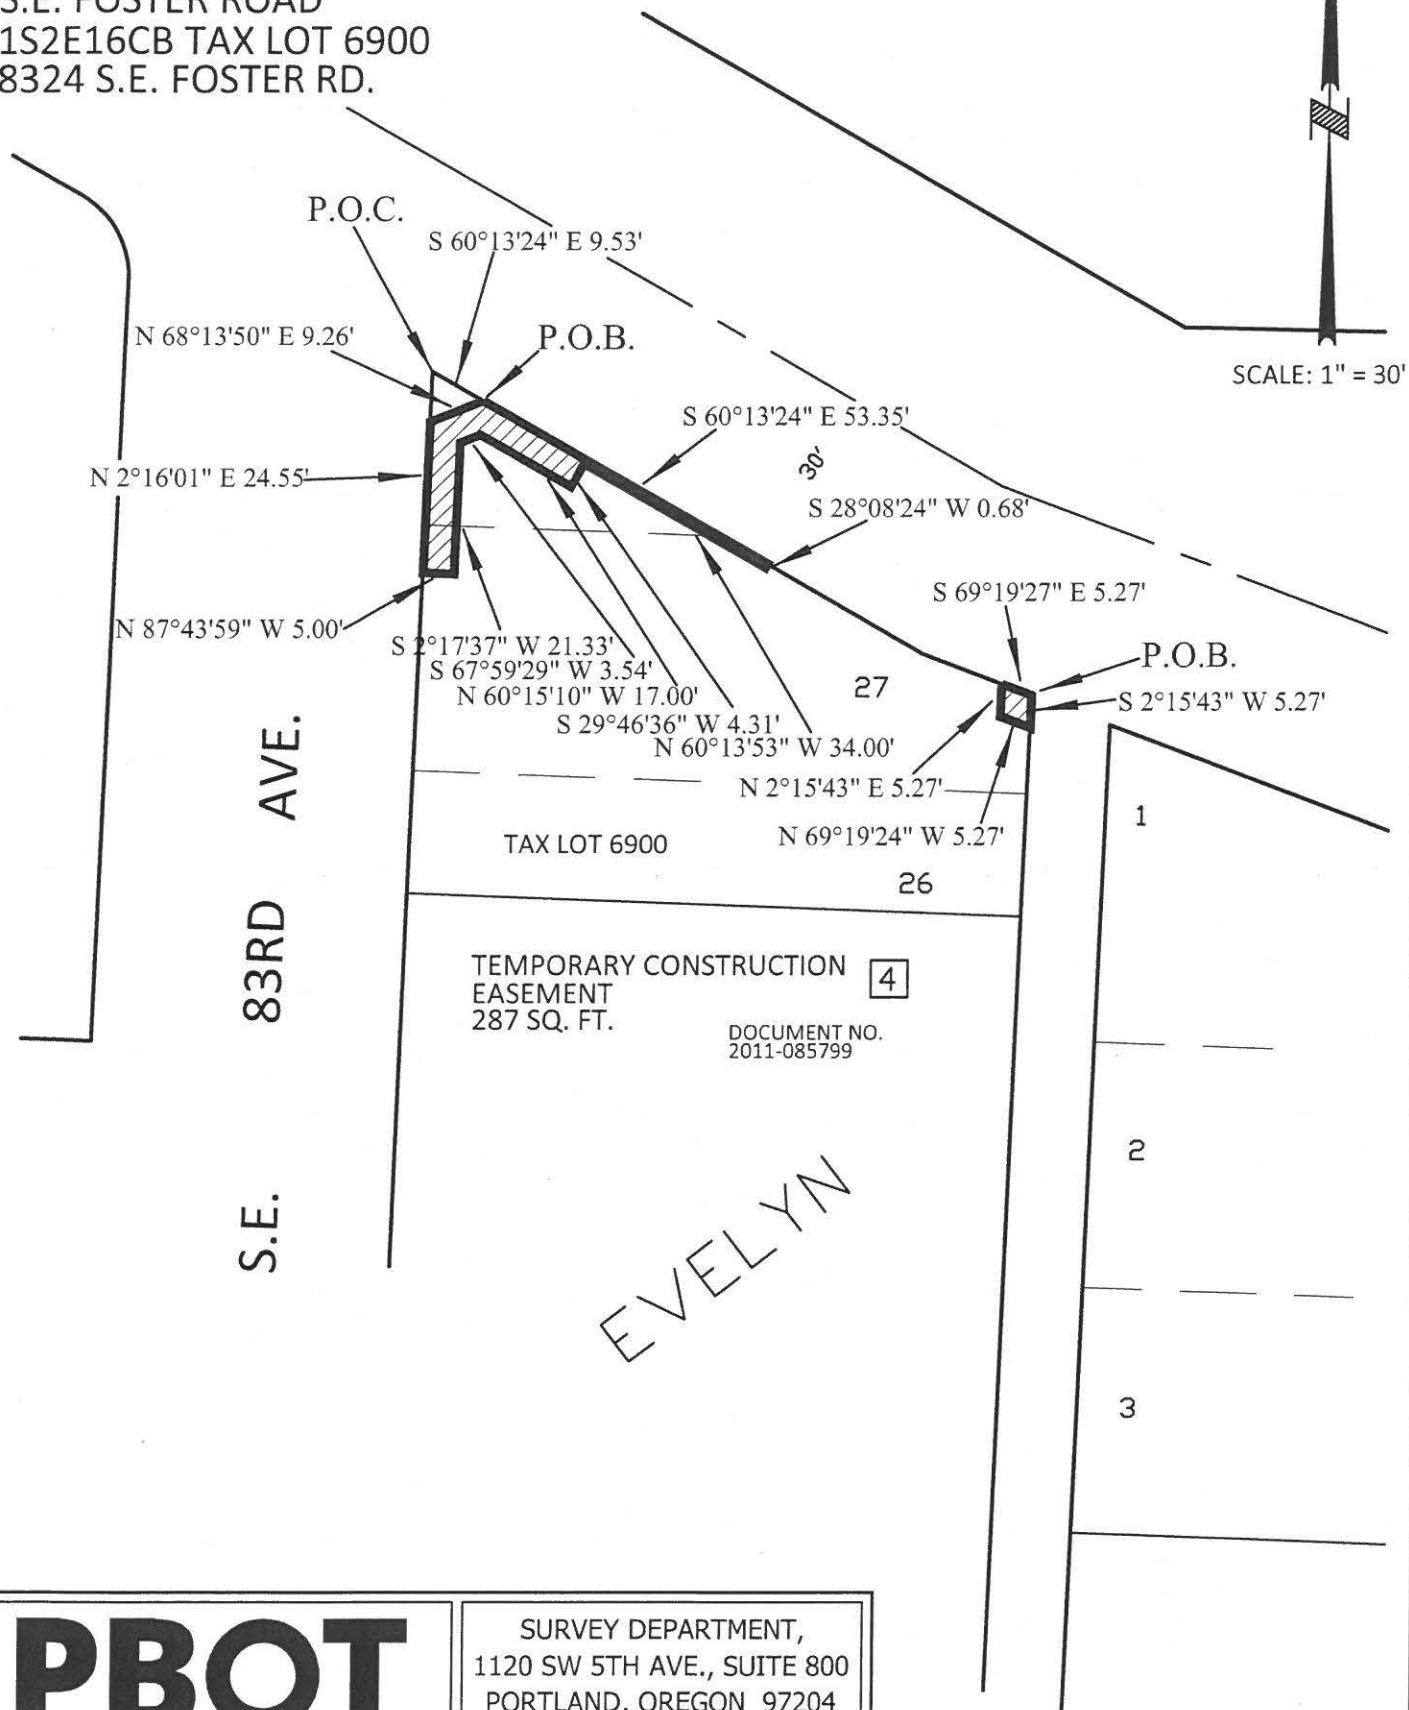 S.E. FOSTER ROAD
1S2E16CB TAX LOT 6900
8324 S.E. FOSTER RD.
P.O.C.
S 60°13'24" E 9.53'
N 68°13'50" E 9.26'
P.O.B.
SCALE: 1" = 30'
S 60°13'24" E 53.35'
30'
N 2°16'01" E 24.55'
S 28°08'24" W 0.68'
S 69°19'27" E 5.27'
N 87°43'59" W 5.00'
S 2°17'37" W 21.33'
S 67°59'29" W 3.54'
N 60°15'10" W 17.00'
S 29°46'36" W 4.31'
N 60°13'53" W 34.00'
27
P.O.B.
S 2°15'43" W 5.27'
N 2°15'43" E 5.27'
N 69°19'24" W 5.27'
1
TAX LOT 6900
26
S.E. 83RD AVE.
TEMPORARY CONSTRUCTION
EASEMENT
287 SQ. FT.
4
DOCUMENT NO.
2011-085799
2
EVELYN
3
PBOT
SURVEY DEPARTMENT,
1120 SW 5TH AVE., SUITE 800
PORTLAND, OREGON 97204